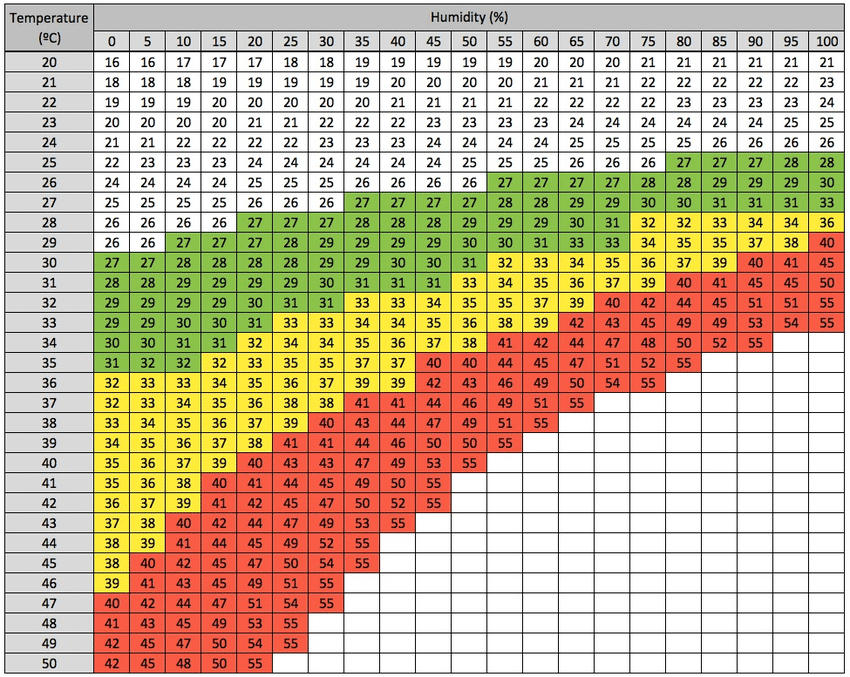 Temperature (ºC) Humidity (%)
0 5 10 15 20 25 30 35 40 45 50 55 60 65 70 75 80 85 90 95 100
20 16 16 17 17 17 18 18 19 19 19 19 19 20 20 20 21 21 21 21 21 21
21 18 18 18 19 19 19 19 19 20 20 20 20 21 21 21 22 22 22 22 22 23
22 19 19 19 20 20 20 20 20 21 21 21 21 22 22 22 22 23 23 23 23 24
23 20 20 20 20 21 21 22 22 22 23 23 23 23 24 24 24 24 24 24 25 25
24 21 21 22 22 22 22 23 23 23 24 24 24 24 24 25 25 25 26 26 26 26
25 22 23 23 23 24 24 24 24 24 24 25 25 25 26 26 26 27 27 27 28 28
26 24 24 24 24 25 25 25 26 26 26 26 27 27 27 27 28 28 29 29 29 30
27 25 25 25 25 26 26 26 27 27 27 27 28 28 29 29 30 30 31 31 31 33
28 26 26 26 26 27 27 27 28 28 28 29 29 29 30 31 32 32 33 34 34 36
29 26 26 27 27 27 28 29 29 29 29 30 30 31 33 33 34 35 35 37 38 40
30 27 27 28 28 28 28 29 29 30 30 31 32 33 34 35 36 37 39 40 41 45
31 28 28 29 29 29 29 30 31 31 31 33 34 35 36 37 39 40 41 45 45 50
32 29 29 29 29 30 31 31 33 33 34 35 35 37 39 40 42 44 45 51 51 55
33 29 29 30 30 31 33 33 34 34 35 36 38 39 42 43 45 49 49 53 54 55
34 30 30 31 31 32 34 34 35 36 37 38 41 42 44 47 48 50 52 55
35 31 32 32 32 33 35 35 37 37 40 40 44 45 47 51 52 55
36 32 33 33 34 35 36 37 39 39 42 43 46 49 50 54 55
37 32 33 34 35 36 38 38 41 41 44 46 49 51 55
38 33 34 35 36 37 39 40 43 44 47 49 51 55
39 34 35 36 37 38 41 41 44 46 50 50 55
40 35 36 37 39 40 43 43 47 49 53 55
41 35 36 38 40 41 44 45 49 50 55
42 36 37 39 41 42 45 47 50 52 55
43 37 38 40 42 44 47 49 53 55
44 38 39 41 44 45 49 52 55
45 38 40 42 45 47 50 54 55
46 39 41 43 45 49 51 55
47 40 42 44 47 51 54 55
48 41 43 45 49 53 55
49 42 45 47 50 54 55
50 42 45 48 50 55